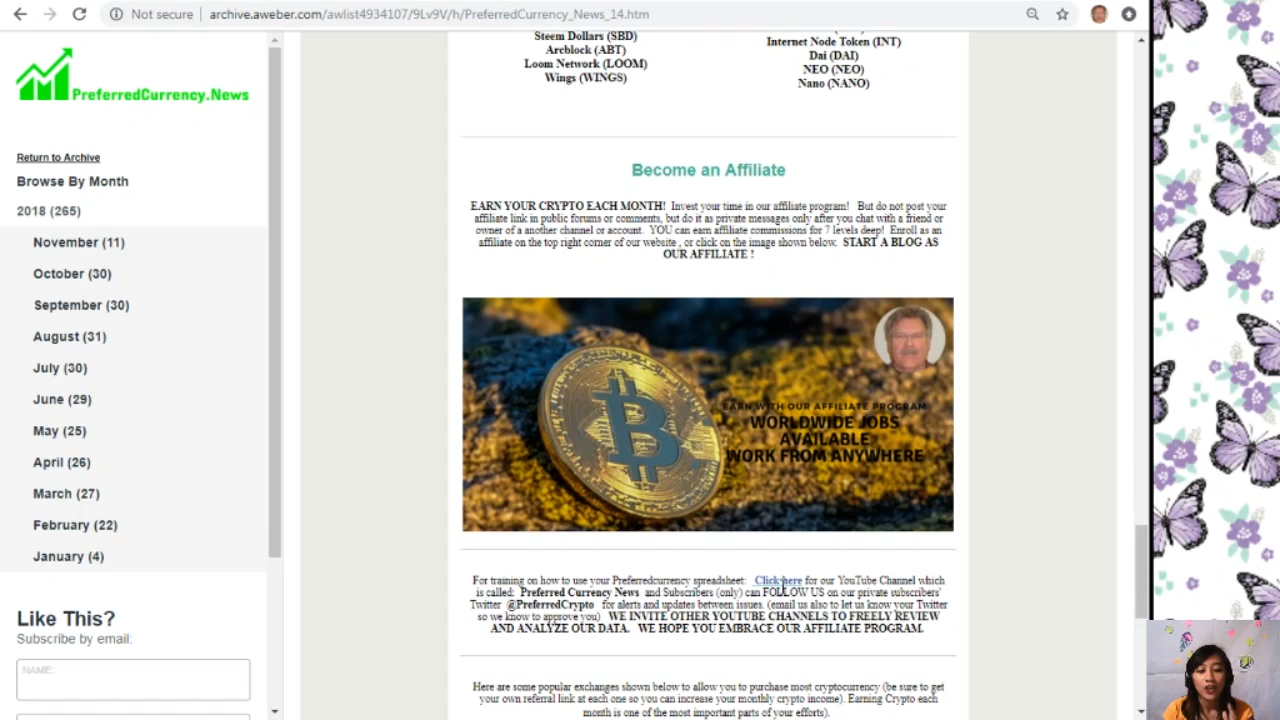 Not secure
archive.aweber.com/awlist4934107/9Lv9V/h/PreferredCurrency_News_14.htm
PreferredCurrency.News
Return to Archive
Browse By Month
2018 (265)
November (11)
October (30)
September (30)
August (31)
July (30)
June (29)
May (25)
April (26)
March (27)
February (22)
January (4)
Like This?
Subscribe by email:
NAME:
Steem Dollars (SBD)
Arcblock (ABT)
Loom Network (LOOM)
Wings (WINGS)
Internet Node Token (INT)
Dai (DAI)
NEO (NEO)
Nano (NANO)
Become an Affiliate
EARN YOUR CRYPTO EACH MONTH! Invest your time in our affiliate program! But do not post your
affiliate link in public forums or comments, but do it as private messages only after you chat with a friend or
owner of a another channel or account. YOU can earn affiliate commissions for 7 levels deep! Enroll as an
affiliate on the top right corner of our website , or click on the image shown below. START A BLOG AS
OUR AFFILIATE !
EARN WITH OUR AFFILIATE PROGRAM
WORLDWIDE JOBS
AVAILABLE
WORK FROM ANYWHERE
For training on how to use your Preferredcurrency spreadsheet: Click here for our YouTube Channel which
is called: Preferred Currency News and Subscribers (only) can FOLLOW US on our private subscribers'
Twitter @PreferredCrypto for alerts and updates between issues. (email us also to let us know your Twitter
so we know to approve you) WE INVITE OTHER YOUTUBE CHANNELS TO FREELY REVIEW
AND ANALYZE OUR DATA. WE HOPE YOU EMBRACE OUR AFFILIATE PROGRAM.
Here are some popular exchanges shown below to allow you to purchase most cryptocurrency (be sure to get
your own referral link at each one so you can increase your monthly crypto income). Earning Crypto each
month is one of the most important parts of your efforts).